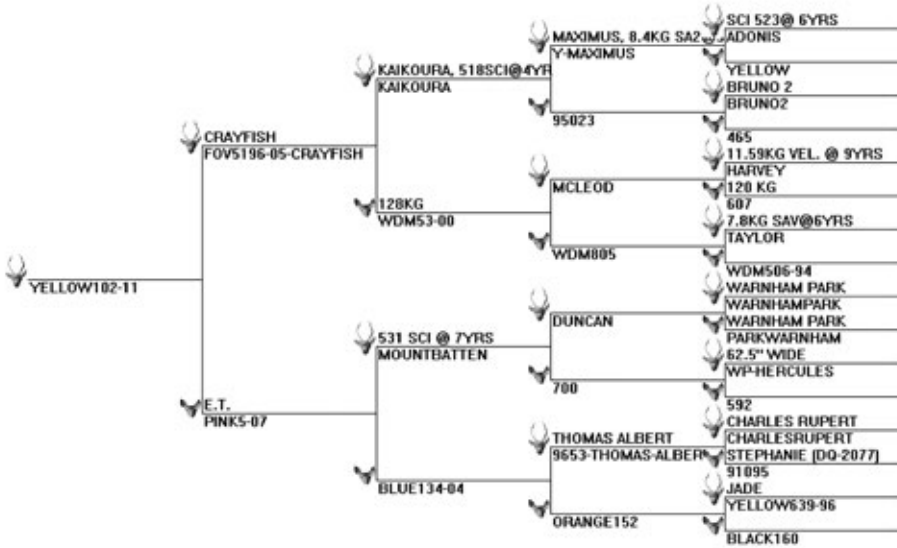 SCI 523@ 6YRS
MAXIMUS, 8.4KG SA2
ADONIS
Y-MAXIMUS
KAIKOURA, 518SCI@4YR
YELLOW
KAIKOURA
BRUNO 2
BRUNO2
95023
CRAYFISH
465
FOV5196-05-CRAYFISH
11.59KG VEL. @ 9YRS
HARVEY
MCLEOD
120 KG
128KG
607
WDM53-00
7.8KG SAV@6YRS
TAYLOR
WDM805
WDM506-94
YELLOW102-11
WARNHAM PARK
WARNHAMPARK
DUNCAN
WARNHAM PARK
531 SCI @ 7YRS
PARKWARNHAM
MOUNTBATTEN
62.5" WIDE
WP-HERCULES
700
E.T.
592
PINK5-07
CHARLES RUPERT
THOMAS ALBERT
CHARLESRUPERT
9653-THOMAS-ALBER
STEPHANIE (DQ-2077)
91095
BLUE134-04
JADE
YELLOW639-96
ORANGE152
BLACK160